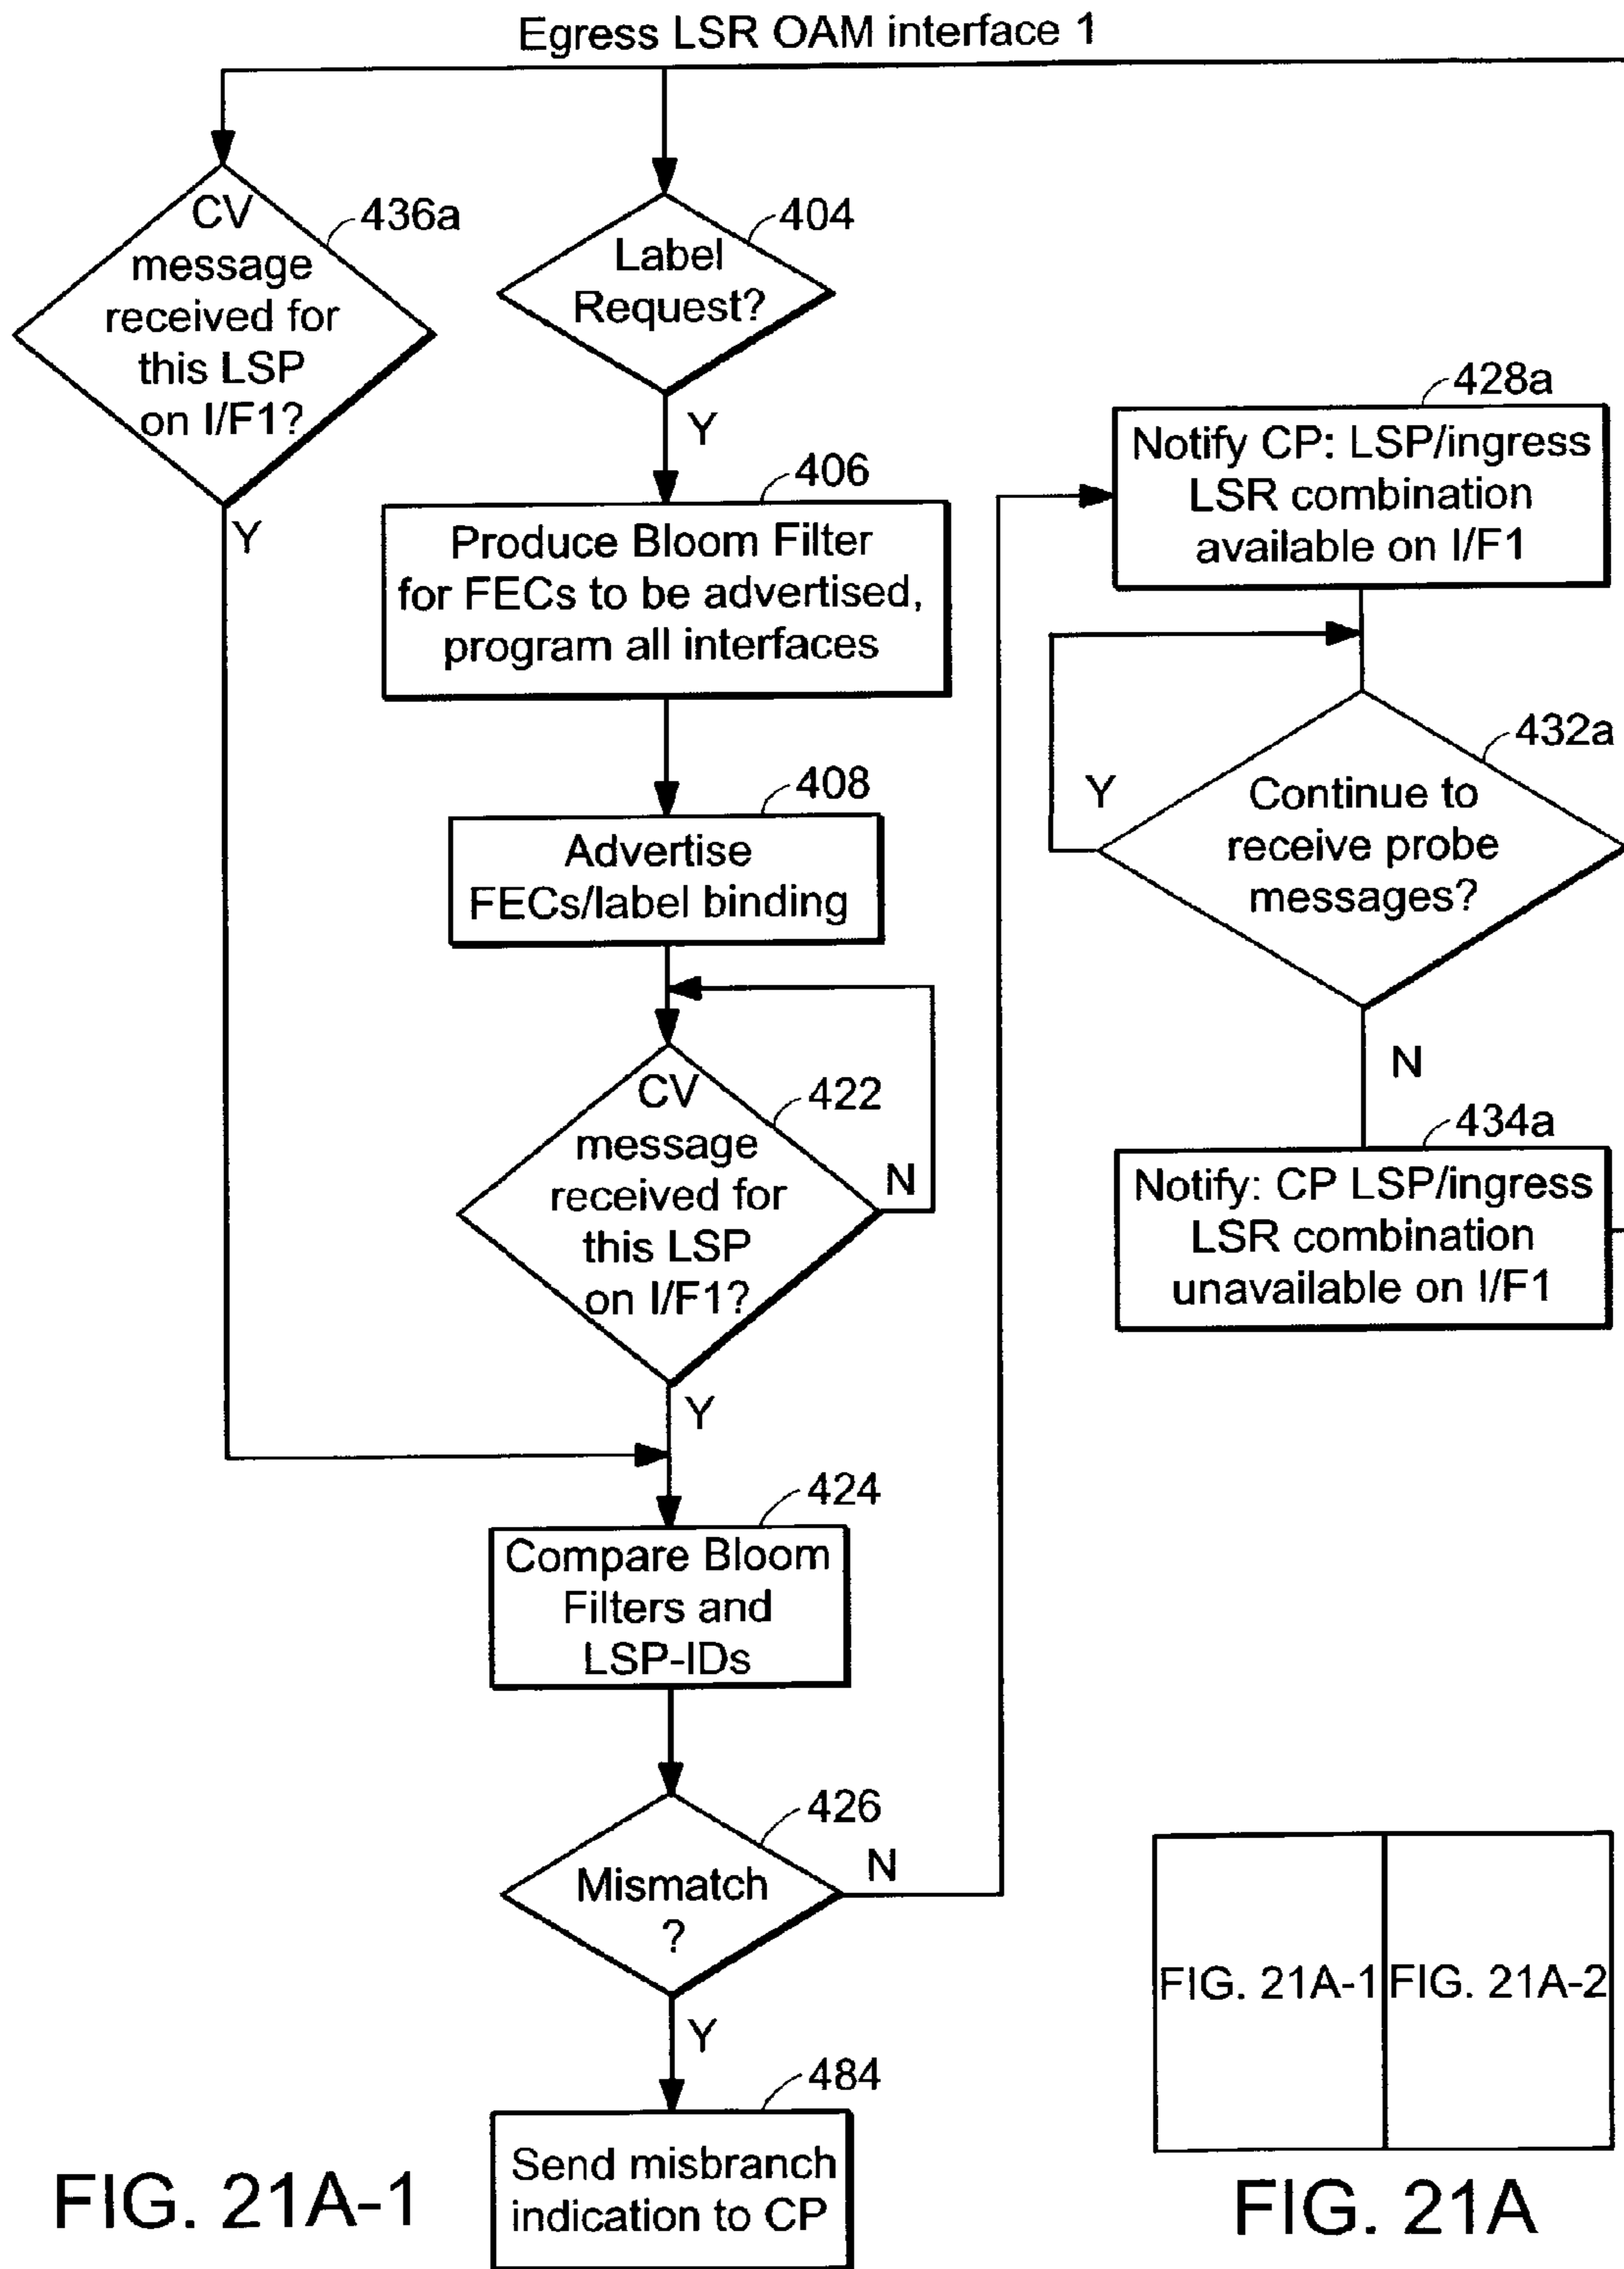 Egress LSR OAM interface 1
CV
message
received for
this LSP
on I/F1?
436a
Y
Label
Request?
404
Y
406
Produce Bloom Filter
for FECs to be advertised,
program all interfaces
408
Advertise
FECs/label binding
CV
message
received for
this LSP
on I/F1?
422
N
Y
424
Compare Bloom
Filters and
LSP-IDs
426
Mismatch
?
N
Y
484
Send misbranch
indication to CP
428a
Notify CP: LSP/ingress
LSR combination
available on I/F1
432a
Y
Continue to
receive probe
messages?
N
434a
Notify: CP LSP/ingress
LSR combination
unavailable on I/F1
FIG. 21A-1
FIG. 21A-2
FIG. 21A-1
FIG. 21A